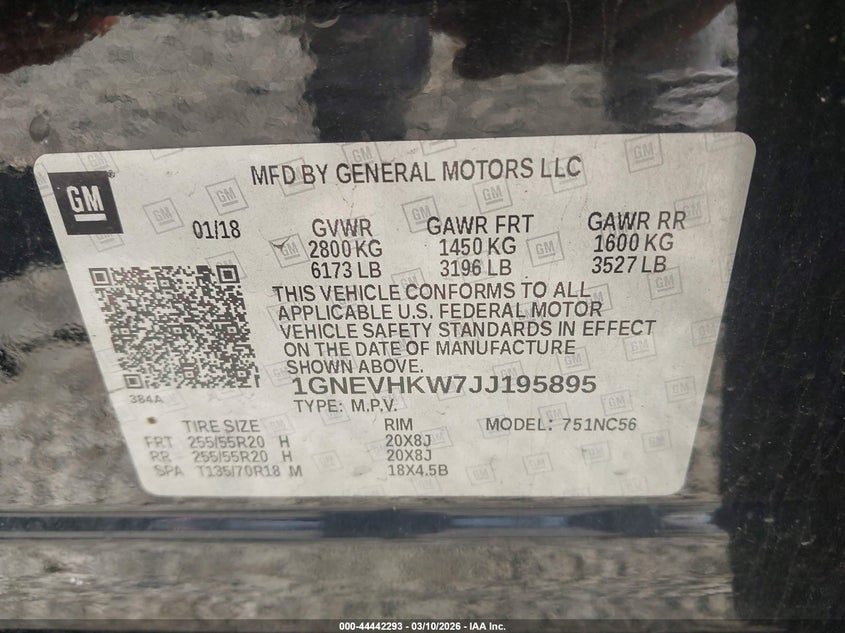 MFD BY GENERAL MOTORS LLC
GM
01/18 GVWR GAWR FRT GAWR RR
2800 KG 1450 KG 1600 KG
6173 LB 3196 LB 3527 LB
THIS VEHICLE CONFORMS TO ALL
APPLICABLE U.S. FEDERAL MOTOR
VEHICLE SAFETY STANDARDS IN EFFECT
ON THE DATE OF MANUFACTURE
SHOWN ABOVE.
1GNEVHKW7JJ195895
384A
TYPE: M.P.V.
TIRE SIZE RIM MODEL: 751NC56
FRT 255/55R20 H 20X8J
RR 255/55R20 H 20X8J
SPA T135/70R18 M 18X4.5B
000-44442293 - 03/10/2026 - IAA Inc.